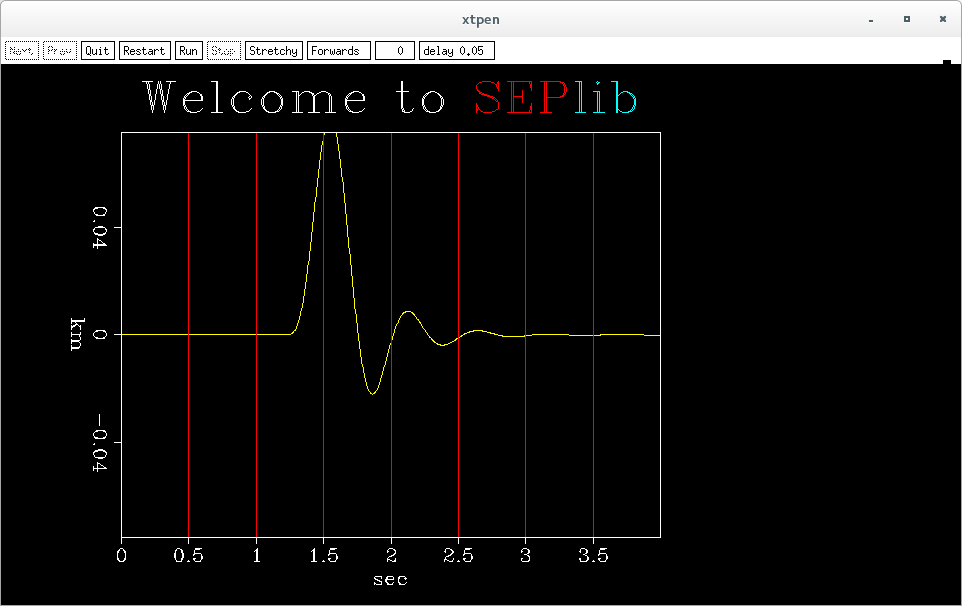 xtpen
Next Prev Quit Restart Run Stop Stretchy Forwards 0 delay 0.05
Welcome to SEPlib
0.04
0
-0.04
km
0 0.5 1 1.5 2 2.5 3 3.5
sec